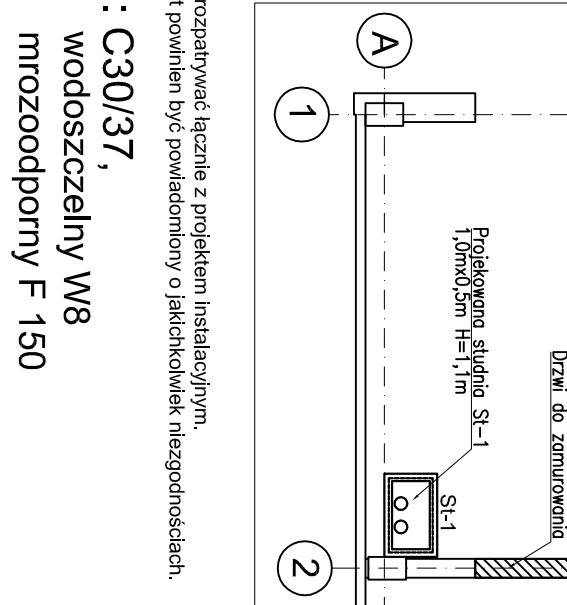 A
1
Projekowana studnia St-1
1,0mx0,5m H=1,1m
Drzwi do zamurowania
St-1
2
rozpatrywać łącznie z projektem instalacyjnym.
t powinien być powiadomiony o jakichkolwiek niezgodnościach.
: C30/37,
wodoszczelny W8
mrozoodporny F 150